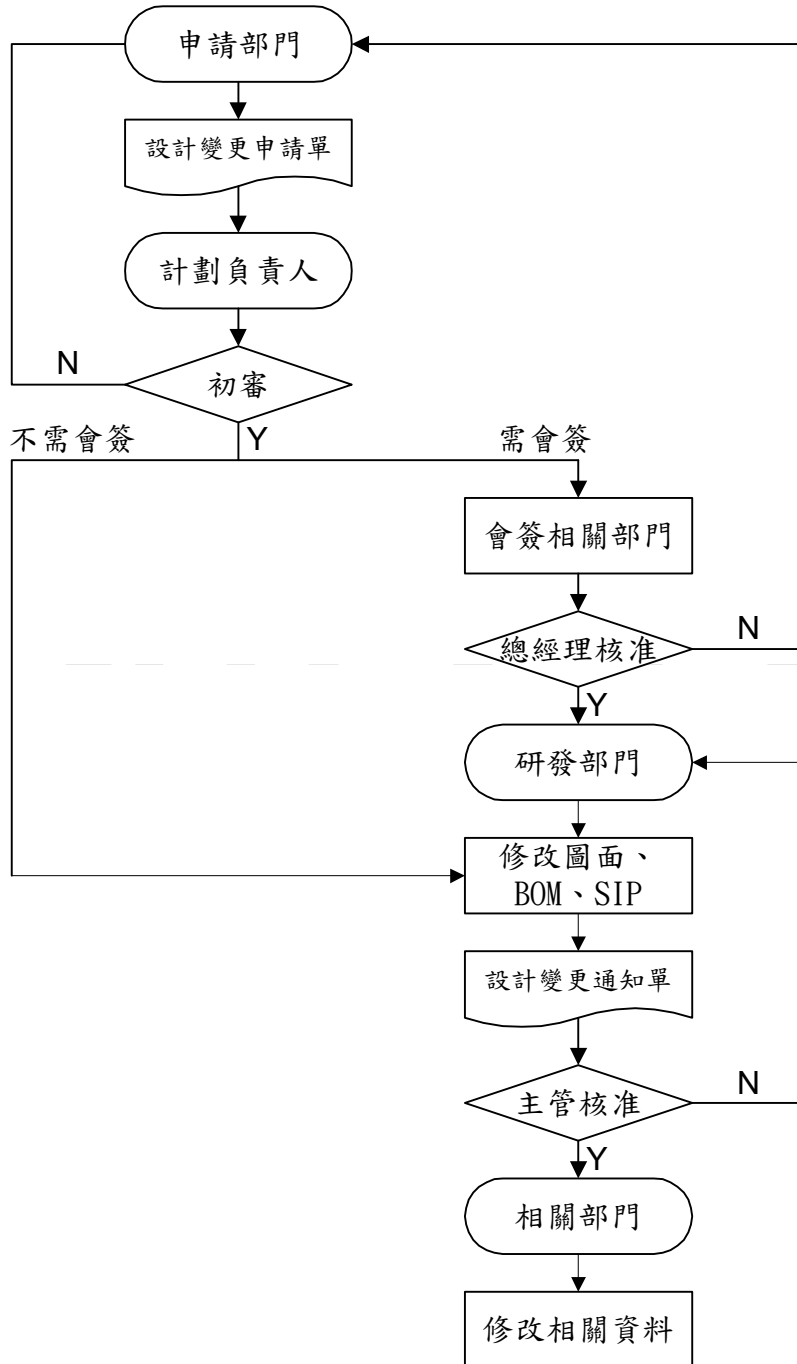 申請部門
設計變更申請單
計劃負責人
N
初審
不需會簽
Y
需會簽
會簽相關部門
總經理核准
N
Y
研發部門
修改圖面、
BOM、SIP
設計變更通知單
主管核准
N
Y
相關部門
修改相關資料